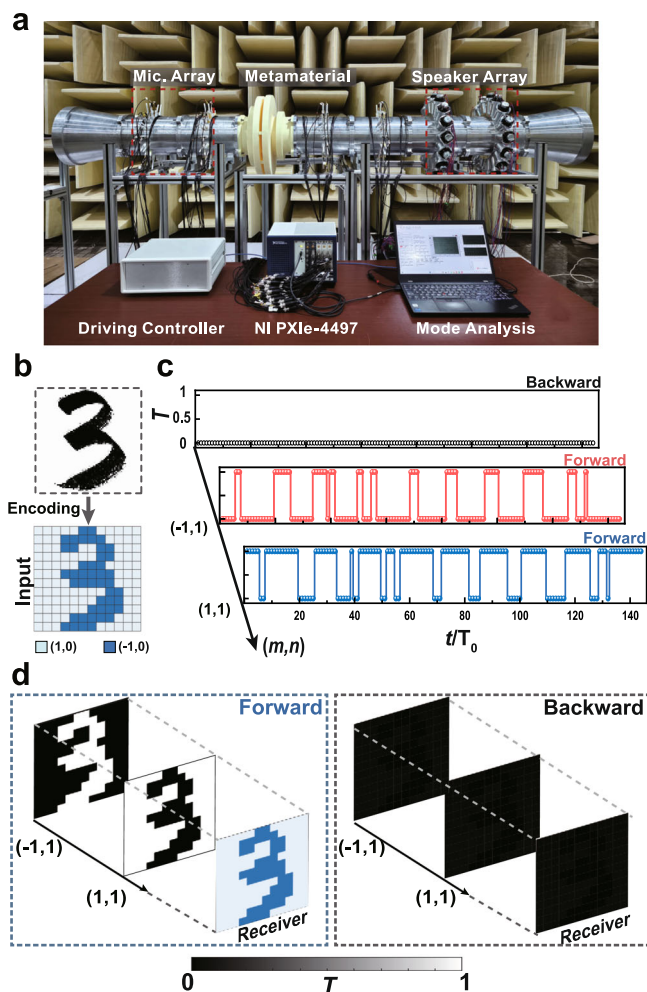 a
Mic. Array Metamaterial Speaker Array
Driving Controller NI PXIe-4497 Mode Analysis
b
Encoding
Input
(1,0) (-1,0)
c
Backward
T
1
0.5
0
Forward
(-1,1)
Forward
(1,1)
20 40 60 80 100 120 140
(m,n)
t/T₀
d
Forward
(-1,1)
(1,1)
Receiver
Backward
(-1,1)
(1,1)
Receiver
0 T 1